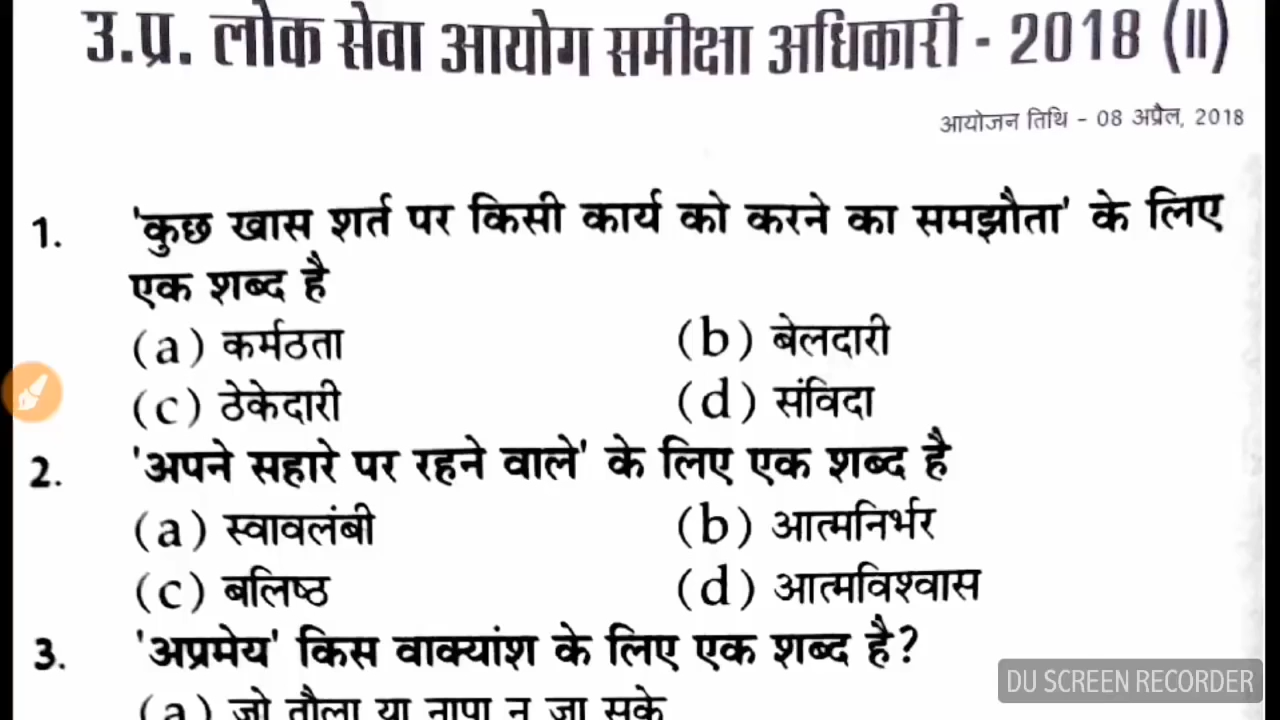 उ.प्र. लोक सेवा आयोग समीक्षा अधिकारी - 2018 (II)
आयोजन तिथि - 08 अप्रैल, 2018
1. 'कुछ खास शर्त पर किसी कार्य को करने का समझौता' के लिए
एक शब्द है
(a) कर्मठता (b) बेलदारी
(c) ठेकेदारी (d) संविदा
2. 'अपने सहारे पर रहने वाले' के लिए एक शब्द है
(a) स्वावलंबी (b) आत्मनिर्भर
(c) बलिष्ठ (d) आत्मविश्वास
3. 'अप्रमेय' किस वाक्यांश के लिए एक शब्द है?
(a) जो तौला या नापा न जा सके
DU SCREEN RECORDER